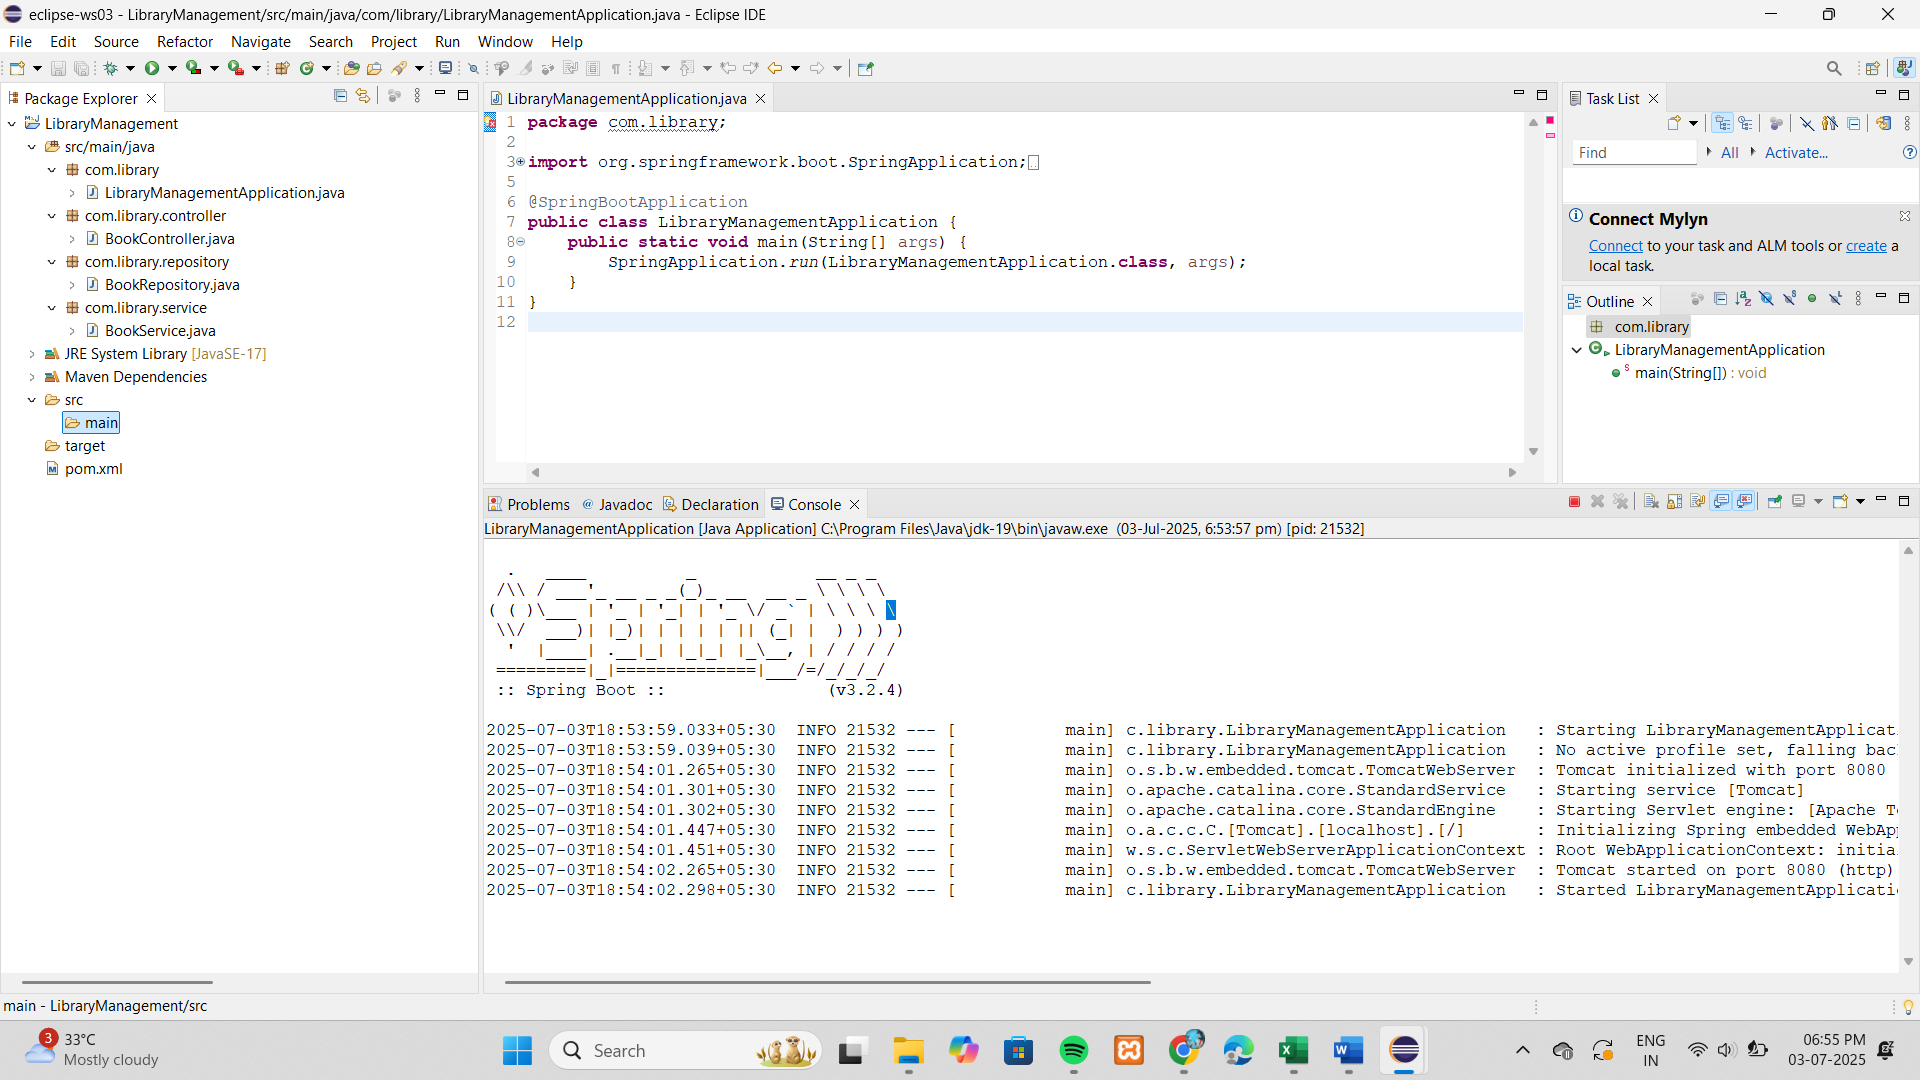 eclipse-ws03 - LibraryManagement/src/main/java/com/library/LibraryManagementApplication.java - Eclipse IDE
File Edit Source Refactor Navigate Search Project Run Window Help
Package Explorer
LibraryManagement
src/main/java
com.library
LibraryManagementApplication.java
com.library.controller
BookController.java
com.library.repository
BookRepository.java
com.library.service
BookService.java
JRE System Library [JavaSE-17]
Maven Dependencies
src
main
target
pom.xml
LibraryManagementApplication.java
1 package com.library;
2
3 import org.springframework.boot.SpringApplication;
5
6 @SpringBootApplication
7 public class LibraryManagementApplication {
8 public static void main(String[] args) {
9 SpringApplication.run(LibraryManagementApplication.class, args);
10 }
11 }
12
Task List
Find All Activate...
Connect Mylyn
Connect to your task and ALM tools or create a
local task.
Outline
com.library
LibraryManagementApplication
main(String[]) : void
Problems Javadoc Declaration Console
LibraryManagementApplication [Java Application] C:\Program Files\Java\jdk-19\bin\javaw.exe (03-Jul-2025, 6:53:57 pm) [pid: 21532]
Spring
:: Spring Boot :: (v3.2.4)
2025-07-03T18:53:59.033+05:30 INFO 21532 --- [ main] c.library.LibraryManagementApplication : Starting LibraryManagementApplicat
2025-07-03T18:53:59.039+05:30 INFO 21532 --- [ main] c.library.LibraryManagementApplication : No active profile set, falling bac
2025-07-03T18:54:01.265+05:30 INFO 21532 --- [ main] o.s.b.w.embedded.tomcat.TomcatWebServer : Tomcat initialized with port 8080
2025-07-03T18:54:01.301+05:30 INFO 21532 --- [ main] o.apache.catalina.core.StandardService : Starting service [Tomcat]
2025-07-03T18:54:01.302+05:30 INFO 21532 --- [ main] o.apache.catalina.core.StandardEngine : Starting Servlet engine: [Apache T
2025-07-03T18:54:01.447+05:30 INFO 21532 --- [ main] o.a.c.c.C.[Tomcat].[localhost].[/] : Initializing Spring embedded WebAp
2025-07-03T18:54:01.451+05:30 INFO 21532 --- [ main] w.s.c.ServletWebServerApplicationContext : Root WebApplicationContext: initia
2025-07-03T18:54:02.265+05:30 INFO 21532 --- [ main] o.s.b.w.embedded.tomcat.TomcatWebServer : Tomcat started on port 8080 (http)
2025-07-03T18:54:02.298+05:30 INFO 21532 --- [ main] c.library.LibraryManagementApplication : Started LibraryManagementApplicati
main - LibraryManagement/src
3
33°C
Mostly cloudy
Search
ENG
IN
06:55 PM
03-07-2025